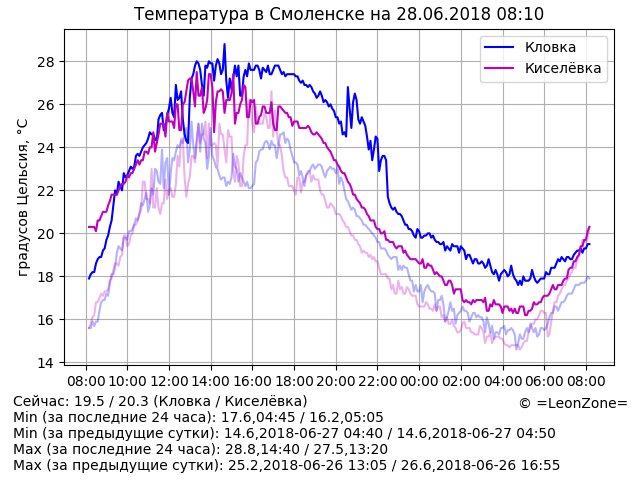 Температура в Смоленске на 28.06.2018 08:10
Кловка
Киселёвка
градусов Цельсия, °C
28
26
24
22
20
18
16
14
08:00 10:00 12:00 14:00 16:00 18:00 20:00 22:00 00:00 02:00 04:00 06:00 08:00
Сейчас: 19.5 / 20.3 (Кловка / Киселёвка)
© =LeonZone=
Min (за последние 24 часа): 17.6,04:45 / 16.2,05:05
Min (за предыдущие сутки): 14.6,2018-06-27 04:40 / 14.6,2018-06-27 04:50
Max (за последние 24 часа): 28.8,14:40 / 27.5,13:20
Max (за предыдущие сутки): 25.2,2018-06-26 13:05 / 26.6,2018-06-26 16:55